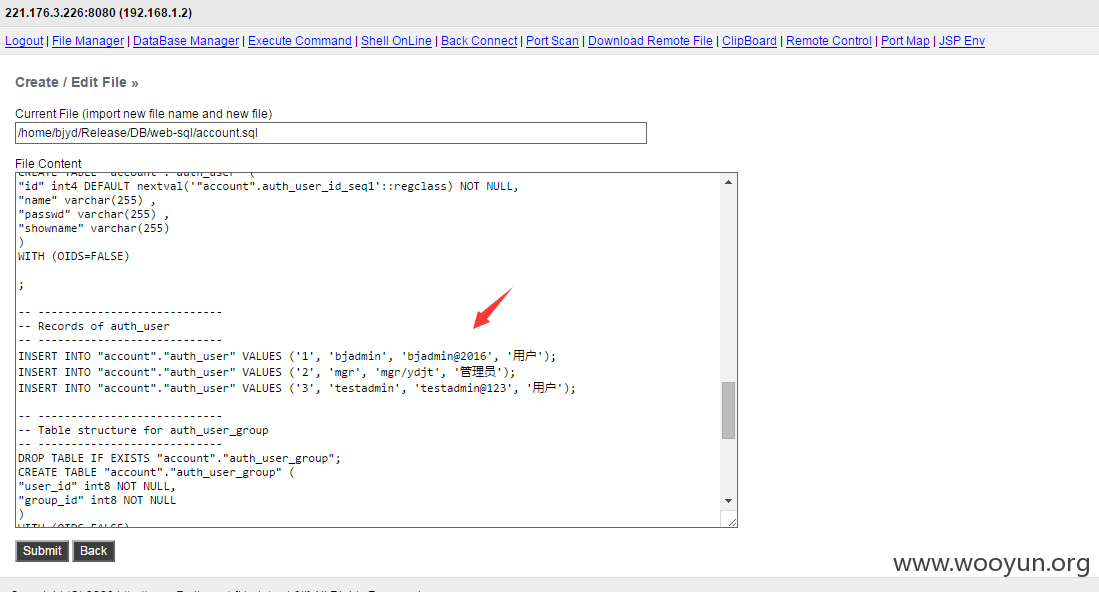 221.176.3.226:8080 (192.168.1.2)
Logout | File Manager | DataBase Manager | Execute Command | Shell OnLine | Back Connect | Port Scan | Download Remote File | ClipBoard | Remote Control | Port Map | JSP Env
Create / Edit File »
Current File (import new file name and new file)
/home/bjyd/Release/DB/web-sql/account.sql
File Content
CREATE TABLE "account"."auth_user" (
"id" int4 DEFAULT nextval('"account".auth_user_id_seq1'::regclass) NOT NULL,
"name" varchar(255) ,
"passwd" varchar(255) ,
"showname" varchar(255)
)
WITH (OIDS=FALSE)
;
-- ----------------------------
-- Records of auth_user
-- ----------------------------
INSERT INTO "account"."auth_user" VALUES ('1', 'bjadmin', 'bjadmin@2016', '用户');
INSERT INTO "account"."auth_user" VALUES ('2', 'mgr', 'mgr/ydjt', '管理员');
INSERT INTO "account"."auth_user" VALUES ('3', 'testadmin', 'testadmin@123', '用户');
-- ----------------------------
-- Table structure for auth_user_group
-- ----------------------------
DROP TABLE IF EXISTS "account"."auth_user_group";
CREATE TABLE "account"."auth_user_group" (
"user_id" int8 NOT NULL,
"group_id" int8 NOT NULL
)
WITH (OIDS=FALSE)
Submit Back
www.wooyun.org